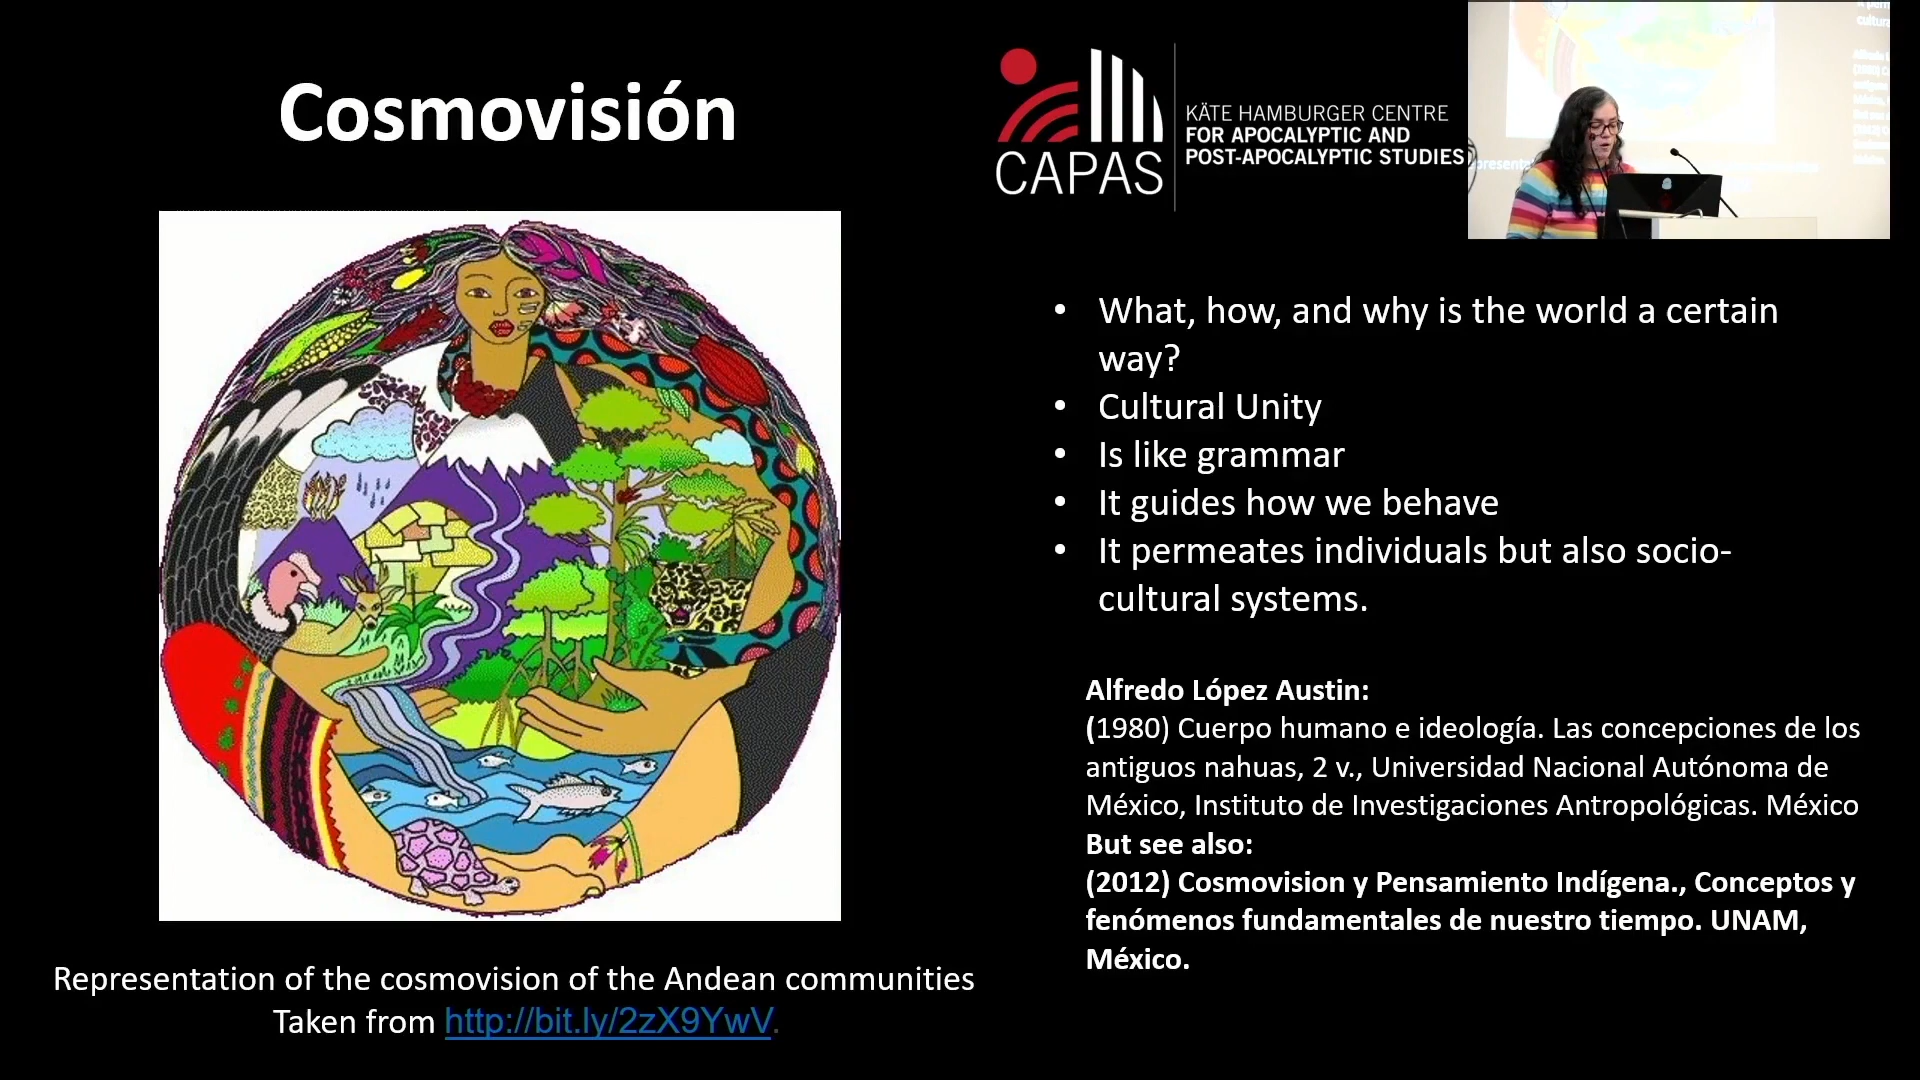 Cosmovisión
CAPAS
KÄTE HAMBURGER CENTRE
FOR APOCALYPTIC AND
POST-APOCALYPTIC STUDIES
• What, how, and why is the world a certain
way?
• Cultural Unity
• Is like grammar
• It guides how we behave
• It permeates individuals but also socio-
cultural systems.
Alfredo López Austin:
(1980) Cuerpo humano e ideología. Las concepciones de los
antiguos nahuas, 2 v., Universidad Nacional Autónoma de
México, Instituto de Investigaciones Antropológicas. México
But see also:
(2012) Cosmovision y Pensamiento Indígena., Conceptos y
fenómenos fundamentales de nuestro tiempo. UNAM,
México.
Representation of the cosmovision of the Andean communities
Taken from http://bit.ly/2zX9YwV.